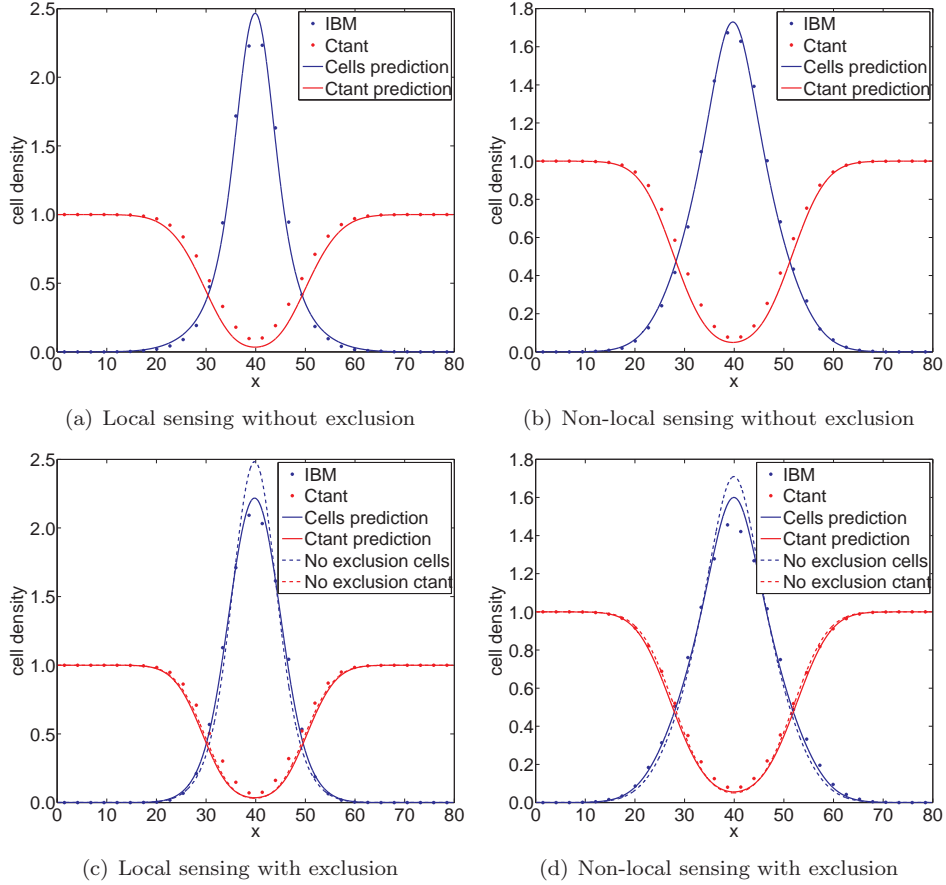 2.5
2.0
1.5
1.0
0.5
0.0
cell density
0 10 20 30 40 50 60 70 80
x
IBM
Ctant
Cells prediction
Ctant prediction
(a) Local sensing without exclusion
1.8
1.6
1.4
1.2
1.0
0.8
0.6
0.4
0.2
0.0
cell density
0 10 20 30 40 50 60 70 80
x
IBM
Ctant
Cells prediction
Ctant prediction
(b) Non-local sensing without exclusion
2.5
2.0
1.5
1.0
0.5
0.0
cell density
0 10 20 30 40 50 60 70 80
x
IBM
Ctant
Cells prediction
Ctant prediction
No exclusion cells
No exclusion ctant
(c) Local sensing with exclusion
1.8
1.6
1.4
1.2
1.0
0.8
0.6
0.4
0.2
0.0
cell density
0 10 20 30 40 50 60 70 80
x
IBM
Ctant
Cells prediction
Ctant prediction
No exclusion cells
No exclusion ctant
(d) Non-local sensing with exclusion